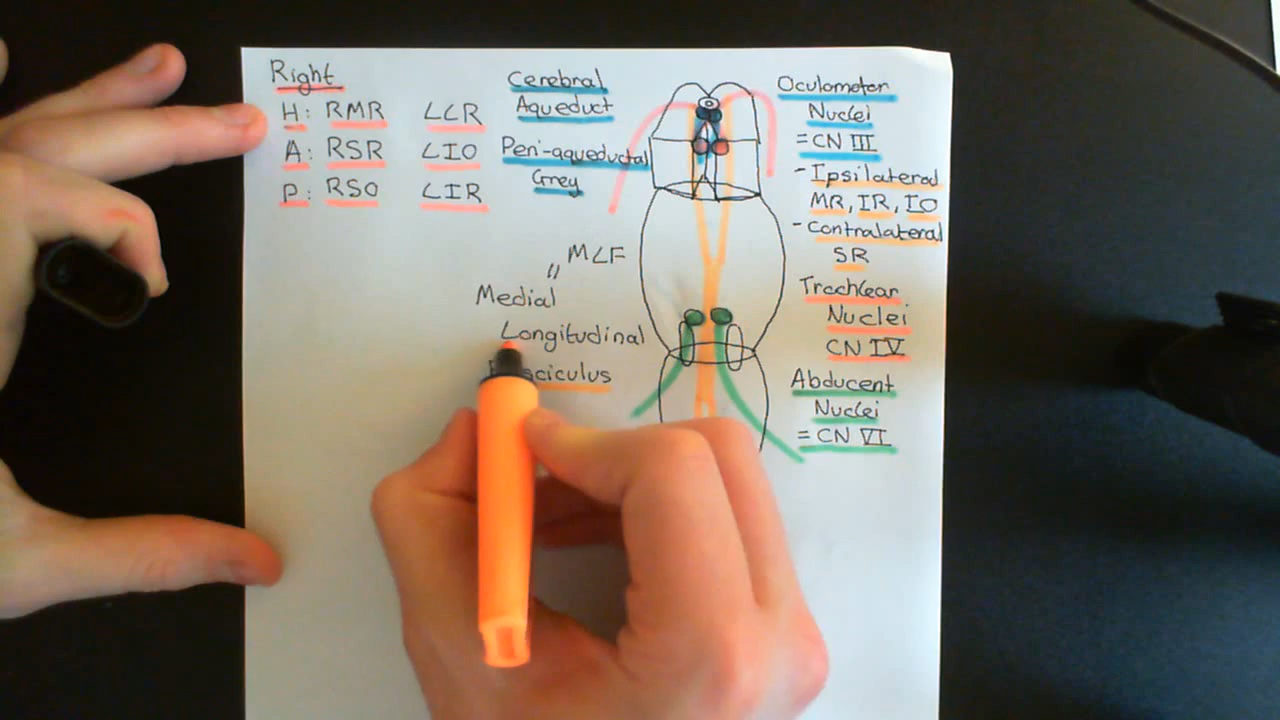 Right
H: RMR LLR
A: RSR LIO
P: RSO LIR
Cerebral
Aqueduct
Peri-aqueductal
Grey
MLF
=
Medial
Longitudinal
sciculus
Oculomotor
Nuclei
= CN III
- Ipsilateral
MR, IR, IO
- Contralateral
SR
Trochlear
Nuclei
CN IV
Abducent
Nuclei
= CN VI